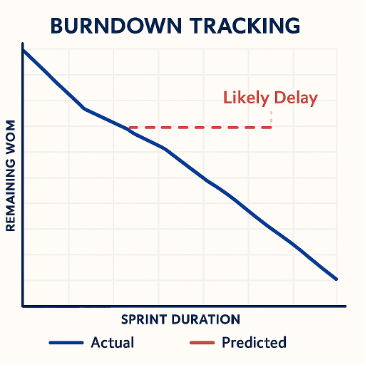 BURNDOWN TRACKING
Likely Delay
REMAINING WOM
SPRINT DURATION
Actual
Predicted